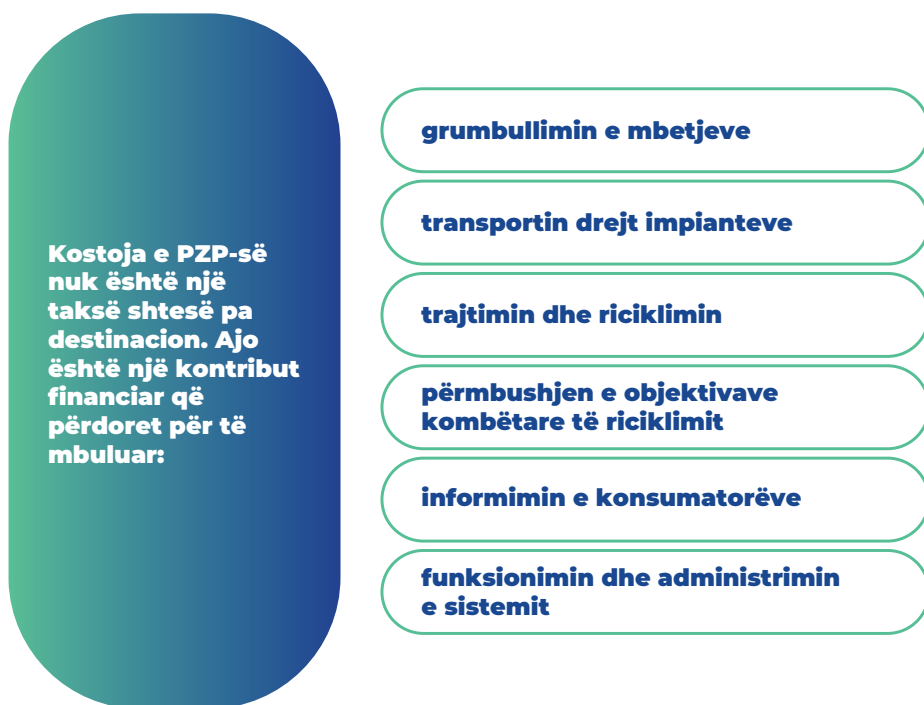 Kostoja e PZP-së
nuk është një
taksë shtesë pa
destinacion. Ajo
është një kontribut
financiar që
përdoret për të
mbuluar:
grumbullimin e mbetjeve
transportin drejt impianteve
trajtimin dhe riciklimin
përmbushjen e objektivave
kombëtare të riciklimit
informimin e konsumatorëve
funksionimin dhe administrimin
e sistemit